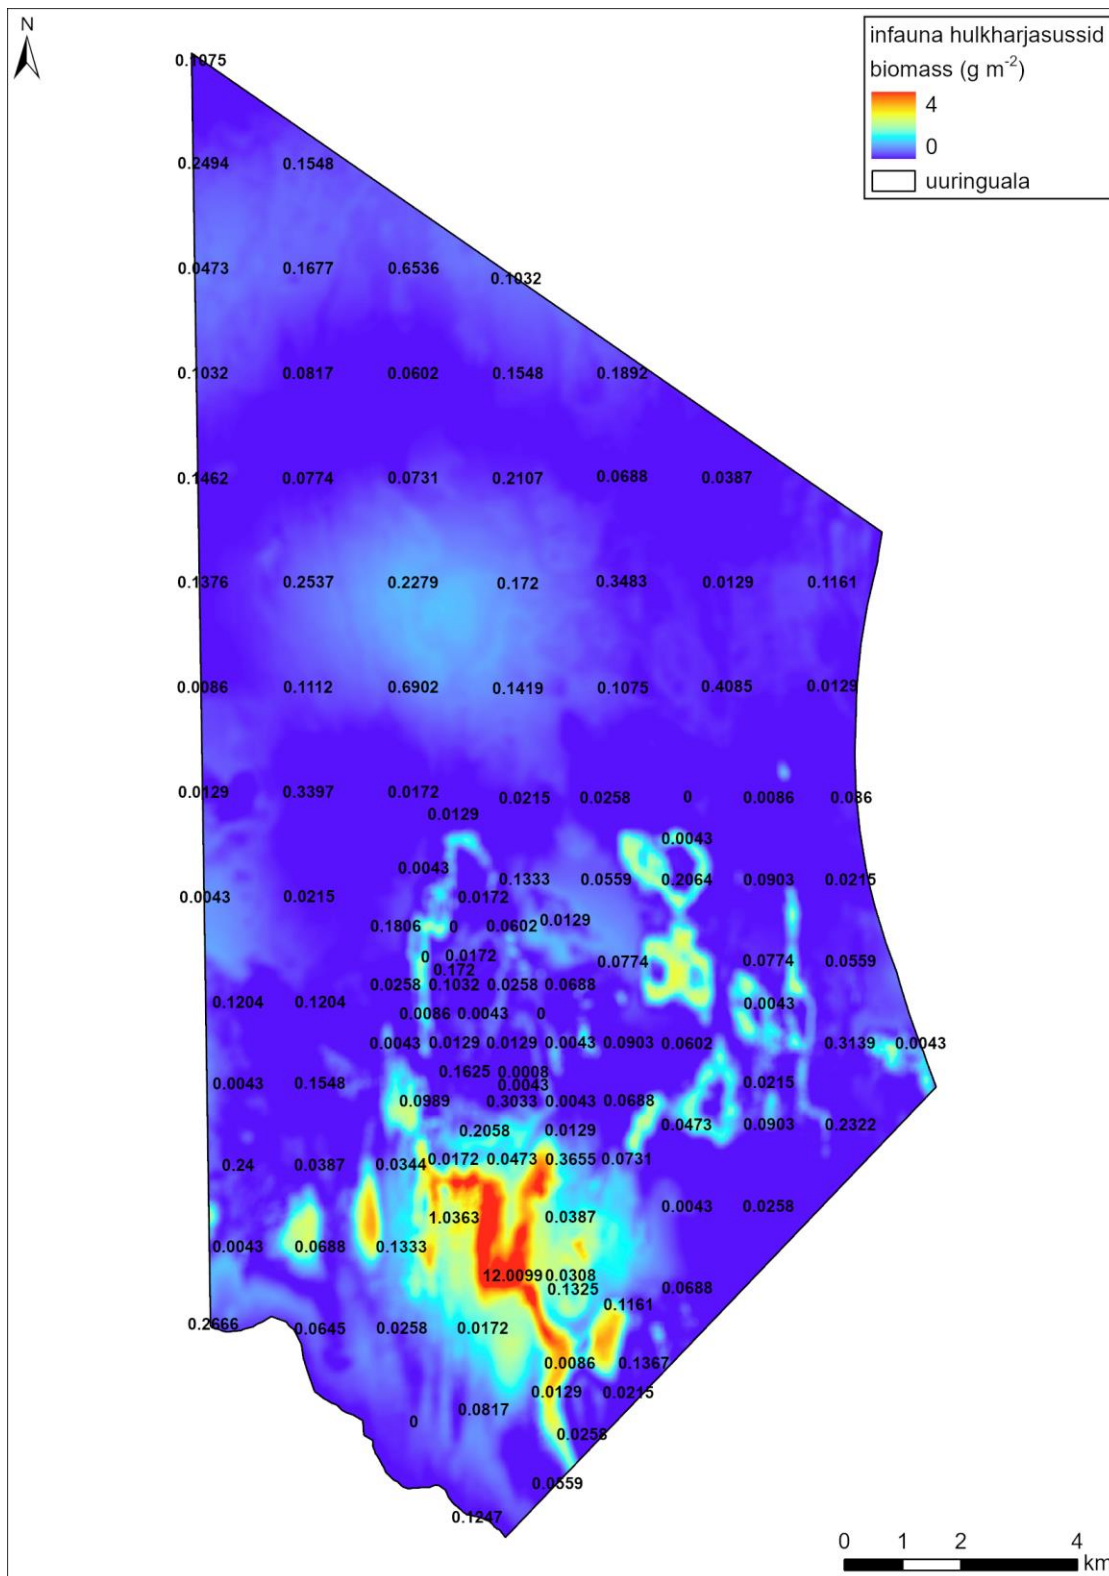 N
infauna hulkharjasussid
biomass (g m-2)
4
0
uuringuala
0.1075
0.2494 0.1548
0.0473 0.1677 0.6536 0.1032
0.1032 0.0817 0.0602 0.1548 0.1892
0.1462 0.0774 0.0731 0.2107 0.0688 0.0387
0.1376 0.2537 0.2279 0.172 0.3483 0.0129 0.1161
0.0086 0.1112 0.6902 0.1419 0.1075 0.4085 0.0129
0.0129 0.3397 0.0172 0.0215 0.0258 0 0.0086 0.086
0.0129
0.0043
0.0043 0.1333 0.0559 0.2064 0.0903 0.0215
0.0043 0.0215 0.0172
0.1806 0 0.0602 0.0129
0 0.0172 0.0774 0.0774 0.0559
0.172
0.0258 0.1032 0.0258 0.0688
0.1204 0.1204 0.0043
0.0086 0.0043 0
0.0043 0.0129 0.0129 0.0043 0.0903 0.0602 0.3139 0.0043
0.1625 0.0008
0.0043 0.1548 0.0043 0.0215
0.0989 0.3033 0.0043 0.0688
0.0473 0.0903 0.2322
0.2058 0.0129
0.24 0.0387 0.0344 0.0172 0.0473 0.3655 0.0731
0.0043 0.0258
1.0363 0.0387
0.0043 0.0688 0.1333
12.0099 0.0308
0.1325 0.0688
0.1161
0.2666 0.0645 0.0258 0.0172
0.0086 0.1367
0.0129 0.0215
0.0817
0
0.0258
0.0559
0.1247
0 1 2 4
km